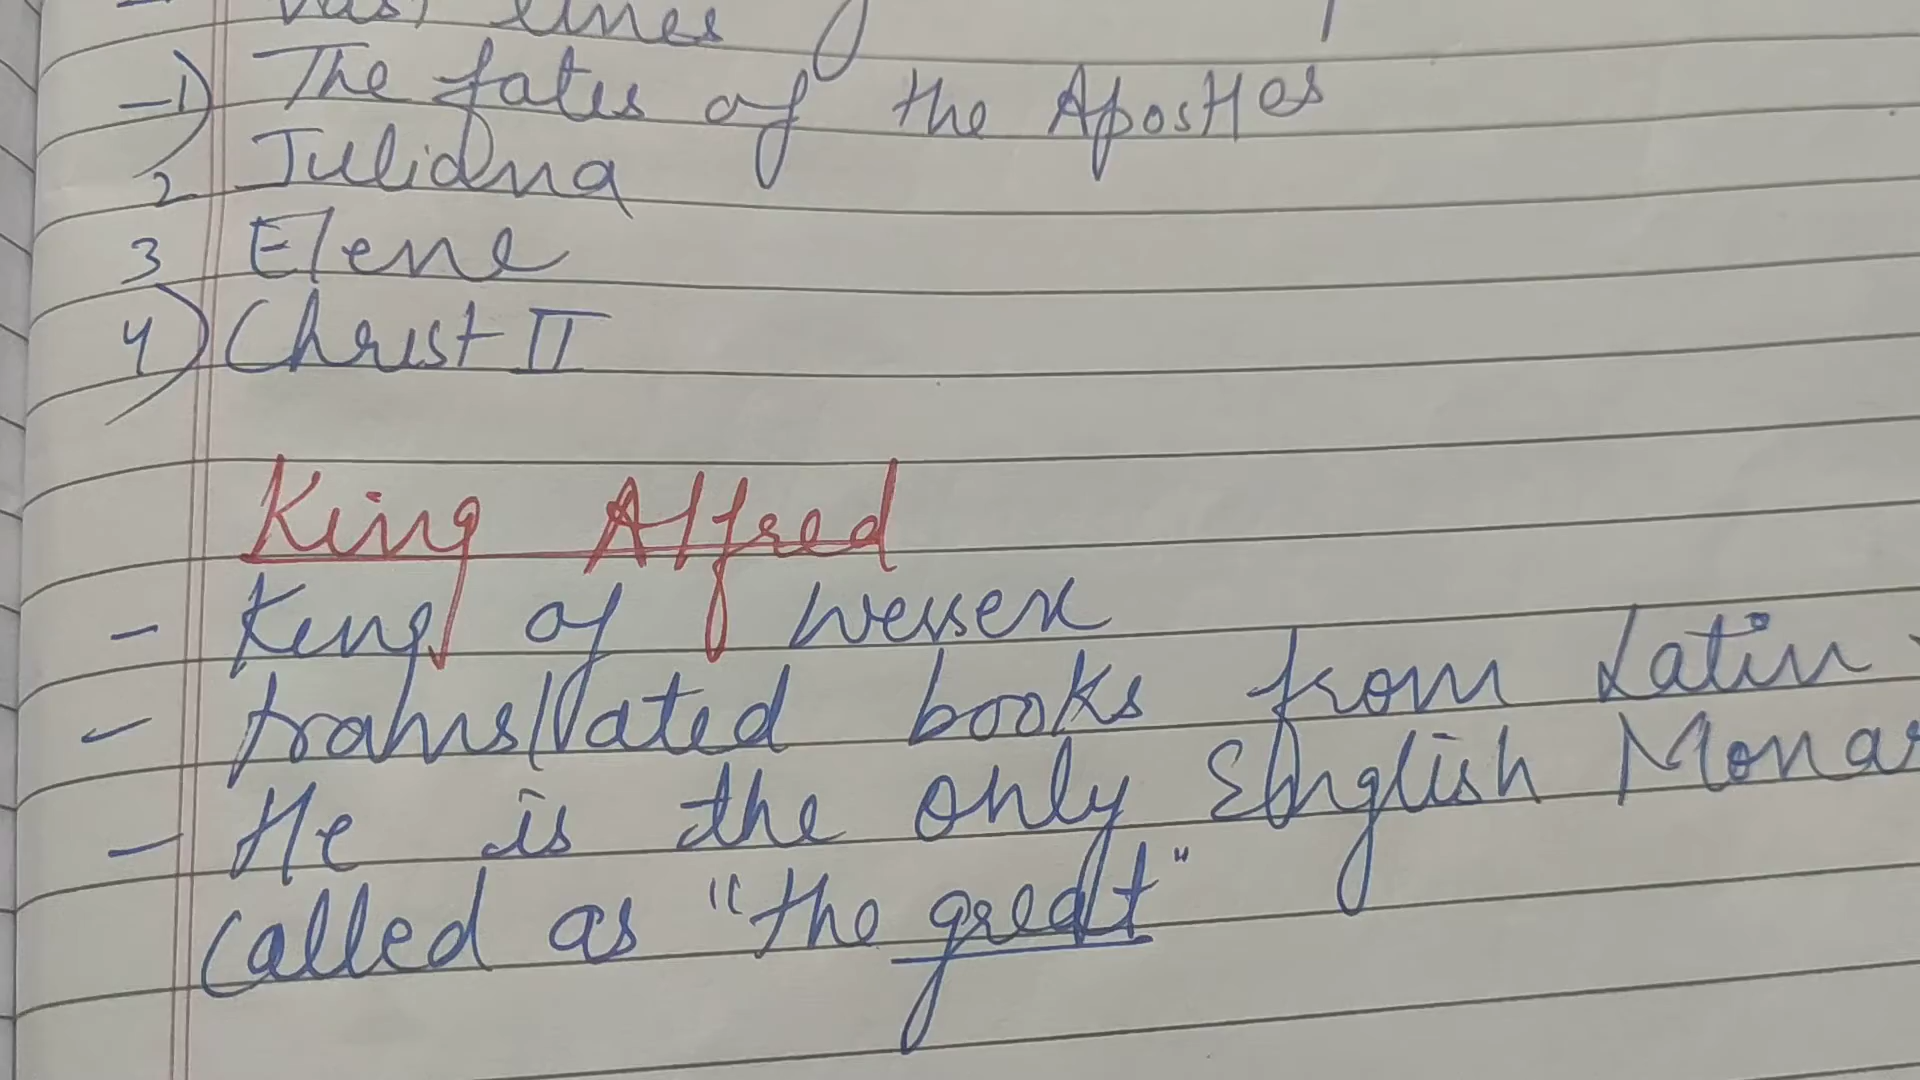 lines
-1) The fates of the Apostles
2 Juliana
3 Elene
4) Christ II
King Alfred
- King of Wessex
- translated books from Latin
- He is the only English Monar
called as "the great"